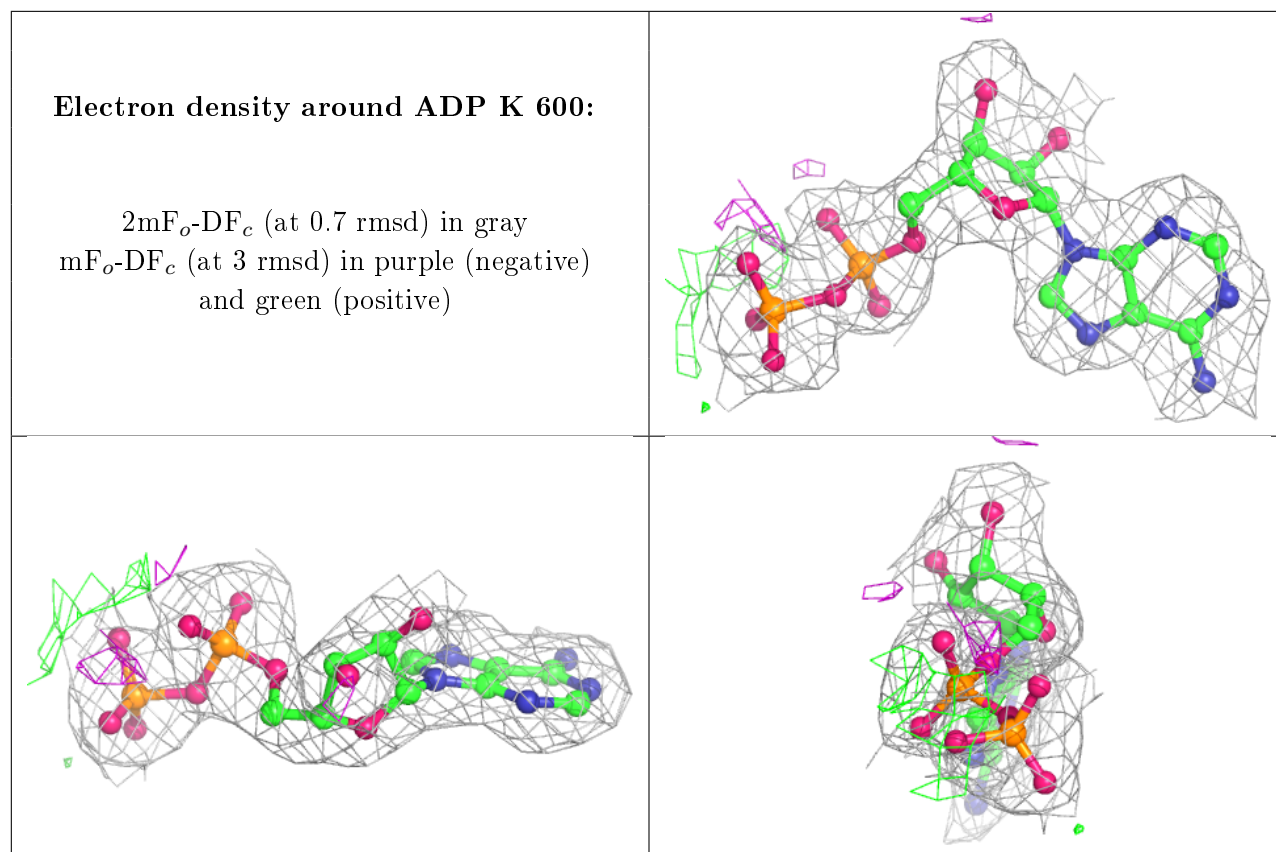 Electron density around ADP K 600:
2mFo-DFc (at 0.7 rmsd) in gray
mFo-DFc (at 3 rmsd) in purple (negative)
and green (positive)